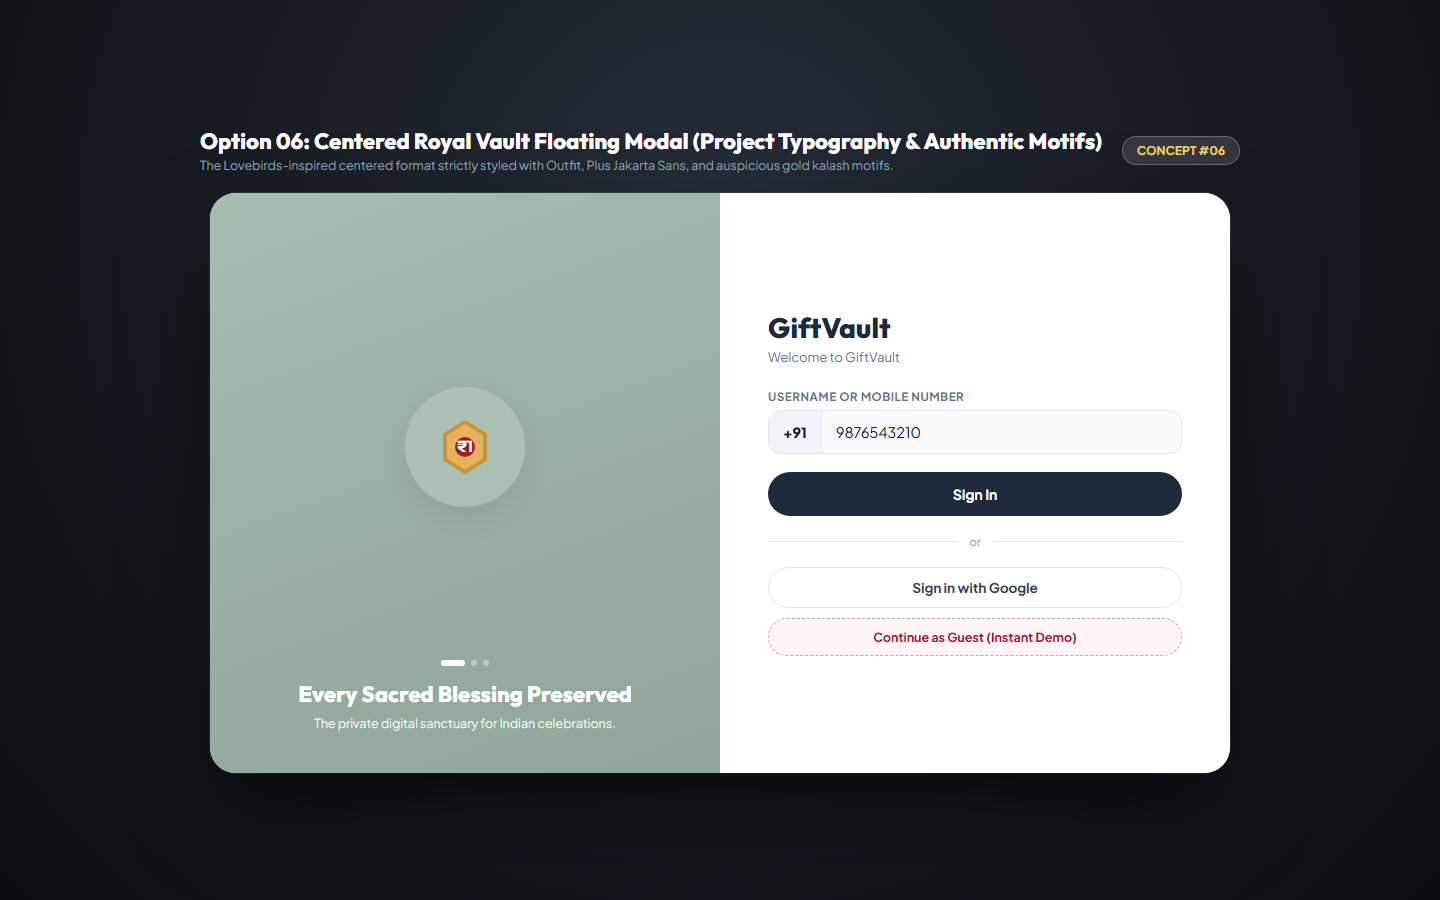 Option 06: Centered Royal Vault Floating Modal (Project Typography & Authentic Motifs)
The Lovebirds-inspired centered format strictly styled with Outfit, Plus Jakarta Sans, and auspicious gold kalash motifs.
CONCEPT #06
₹1
Every Sacred Blessing Preserved
The private digital sanctuary for Indian celebrations.
GiftVault
Welcome to GiftVault
USERNAME OR MOBILE NUMBER
+91 9876543210
Sign In
or
Sign in with Google
Continue as Guest (Instant Demo)